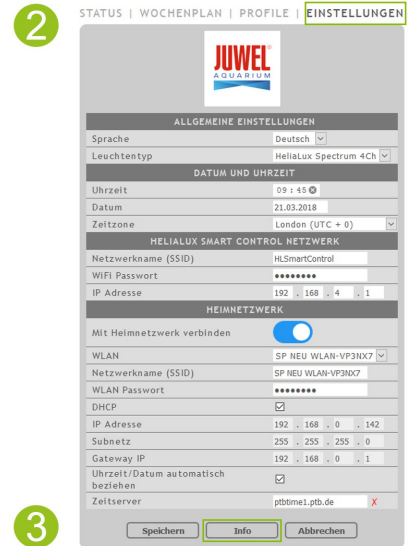 2
STATUS | WOCHENPLAN | PROFILE | EINSTELLUNGEN
JUWEL
AQUARIUM
ALLGEMEINE EINSTELLUNGEN
Sprache Deutsch
Leuchtentyp HeliaLux Spectrum 4Ch
DATUM UND UHRZEIT
Uhrzeit 09 : 45
Datum 21.03.2018
Zeitzone London (UTC + 0)
HELIALUX SMART CONTROL NETZWERK
Netzwerkname (SSID) HLSmartControl
WiFi Passwort ●●●●●●●●
IP Adresse 192 . 168 . 4 . 1
HEIMNETZWERK
Mit Heimnetzwerk verbinden
WLAN SP NEU WLAN-VP3NX7
Netzwerkname (SSID) SP NEU WLAN-VP3NX7
WLAN Passwort ●●●●●●●●
DHCP
IP Adresse 192 . 168 . 0 . 142
Subnetz 255 . 255 . 255 . 0
Gateway IP 192 . 168 . 0 . 1
Uhrzeit/Datum automatisch
beziehen
Zeitserver ptbtime1.ptb.de X
3
Speichern Info Abbrechen